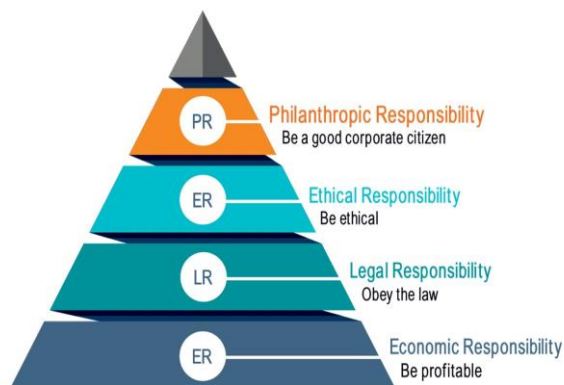 PR
Philanthropic Responsibility
Be a good corporate citizen
ER
Ethical Responsibility
Be ethical
LR
Legal Responsibility
Obey the law
ER
Economic Responsibility
Be profitable